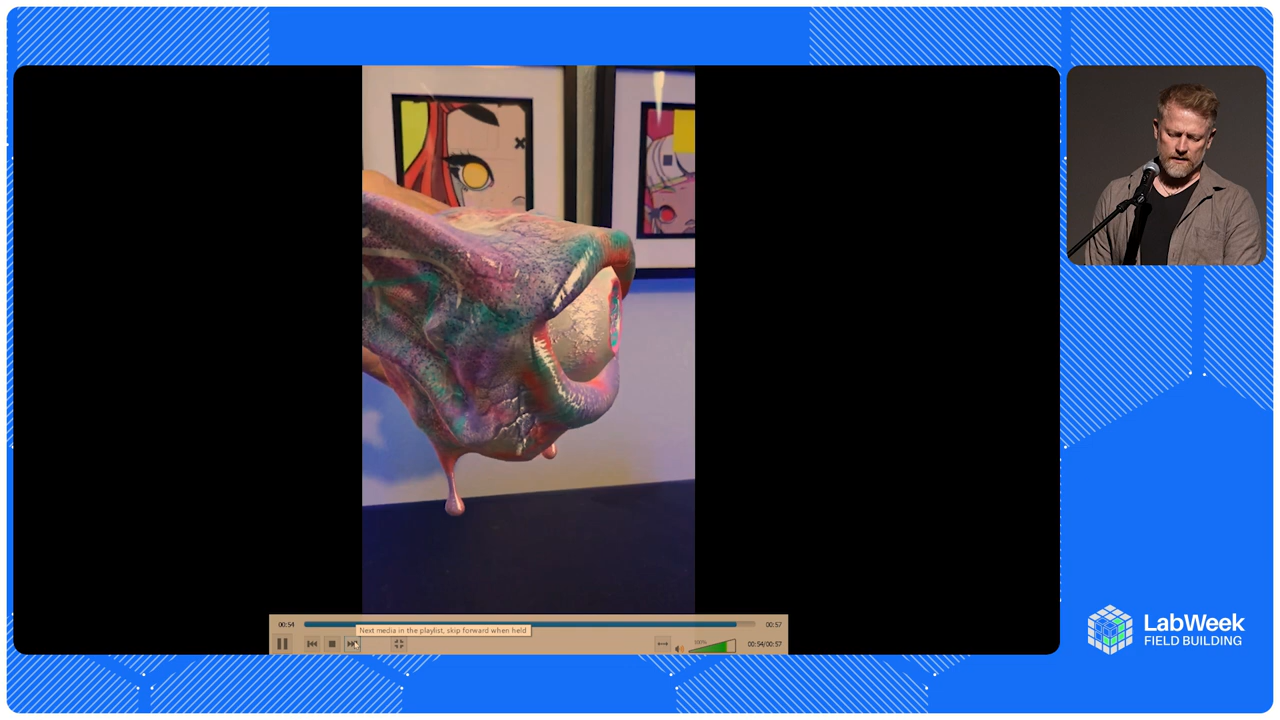 00:54
00:57
Next media in the playlist, skip forward when held
100%
00:54/00:57
LabWeek
FIELD BUILDING